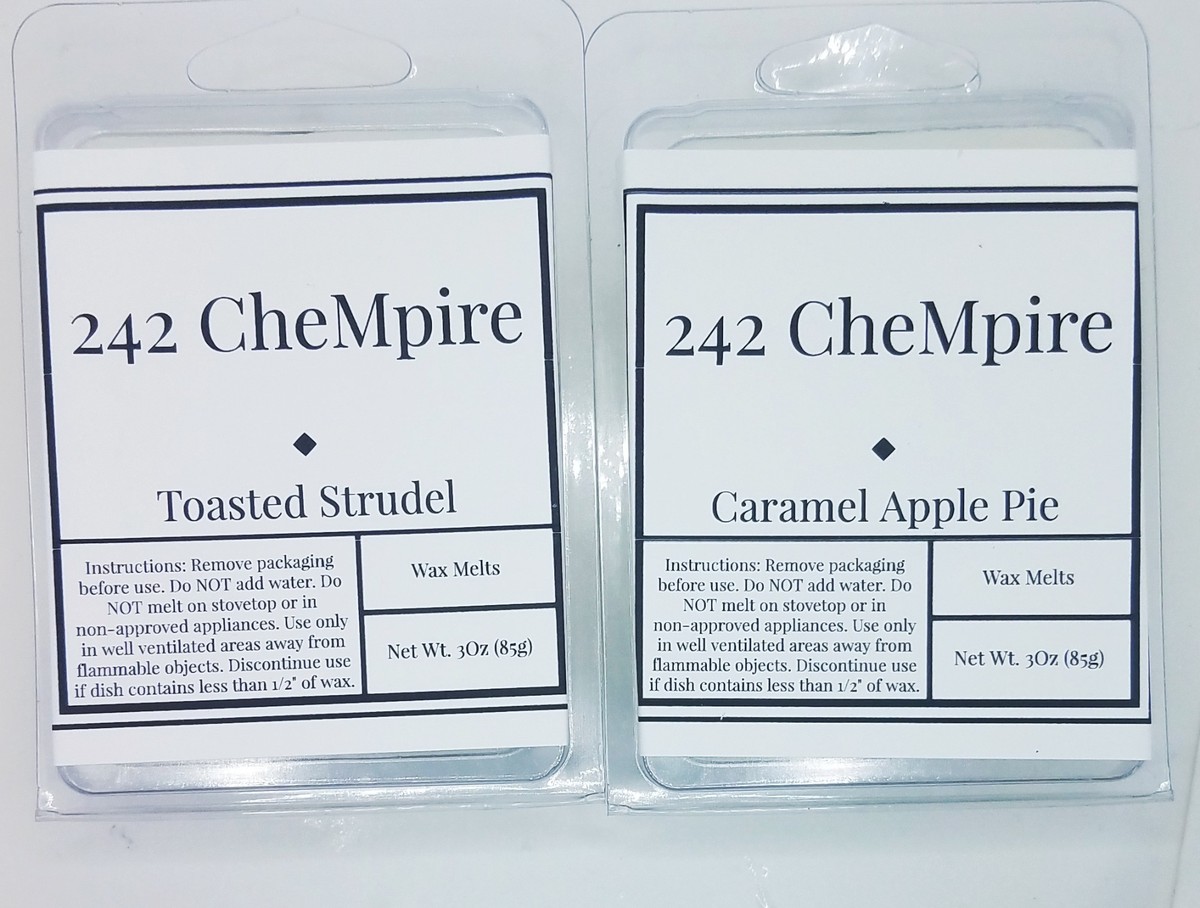 242 CheMpire
Toasted Strudel
Instructions: Remove packaging
before use. Do NOT add water. Do
NOT melt on stovetop or in
non-approved appliances. Use only
in well ventilated areas away from
flammable objects. Discontinue use
if dish contains less than 1/2" of wax.
Wax Melts
Net Wt. 3Oz (85g)
242 CheMpire
Caramel Apple Pie
Instructions: Remove packaging
before use. Do NOT add water. Do
NOT melt on stovetop or in
non-approved appliances. Use only
in well ventilated areas away from
flammable objects. Discontinue use
if dish contains less than 1/2" of wax.
Wax Melts
Net Wt. 3Oz (85g)